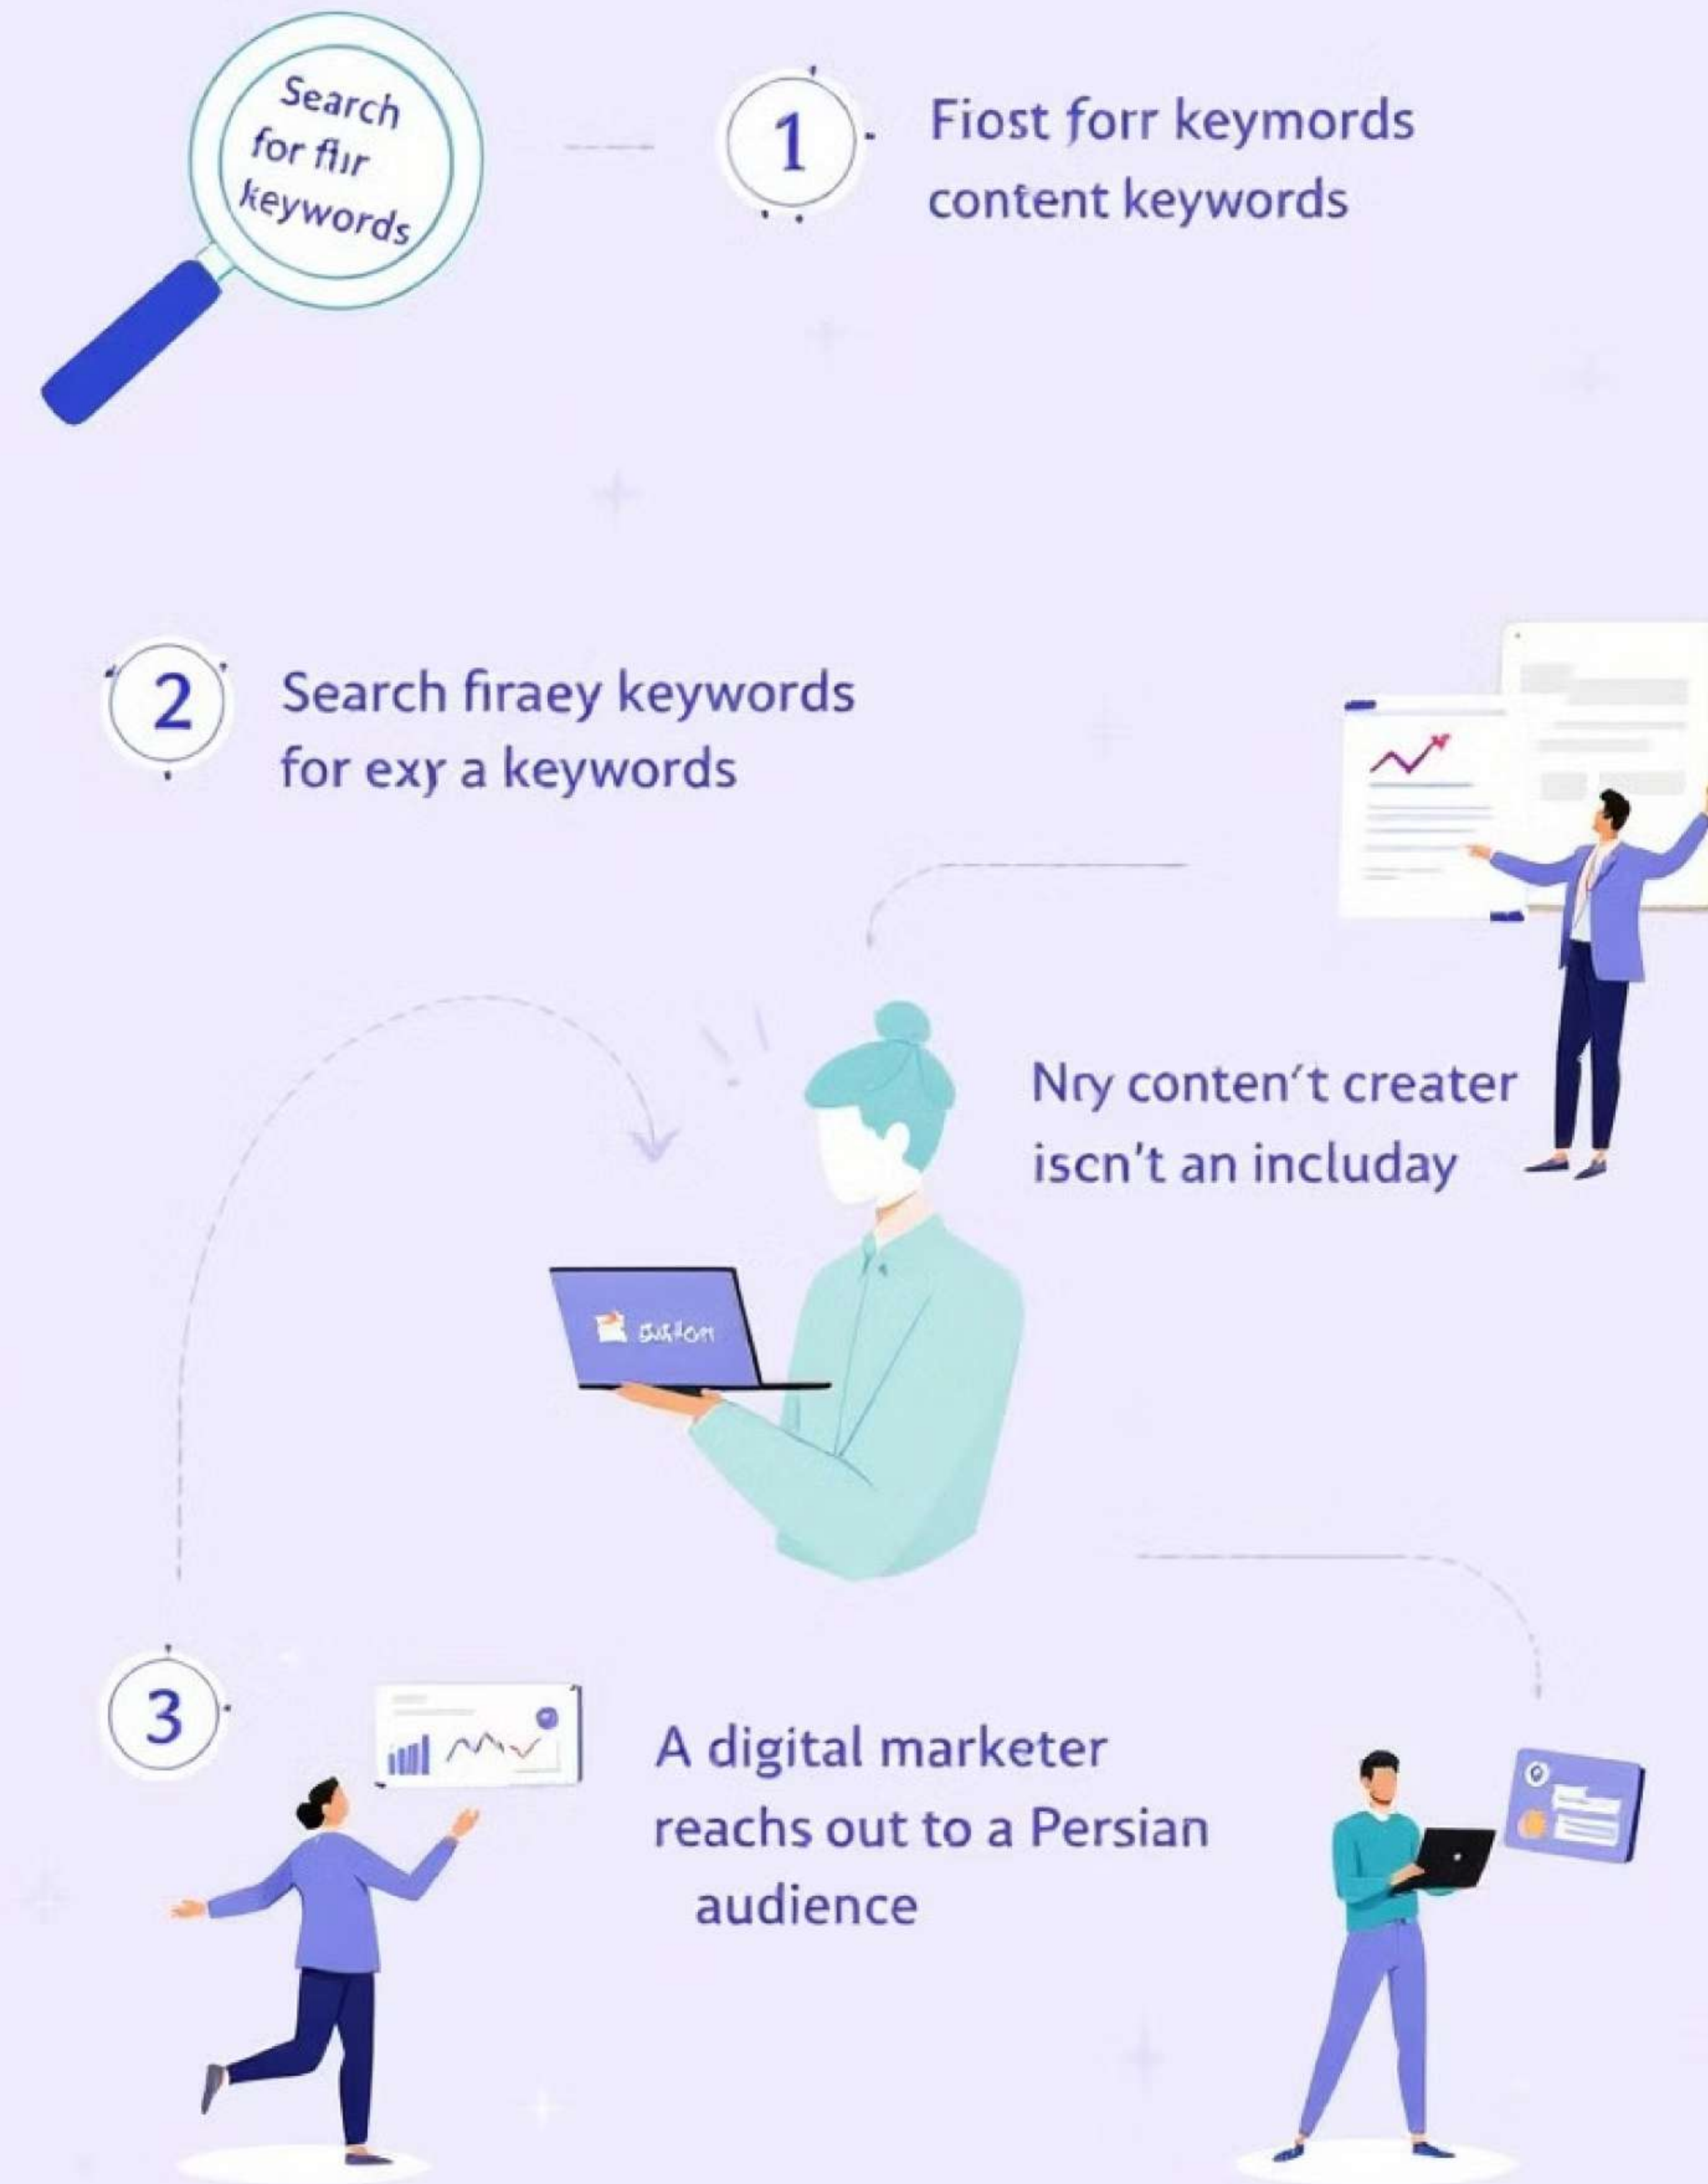 Search
for flır
keywords
1
Fiost forr keymords
content keywords
2
Search firaey keywords
for exy a keywords
Nry conten't creater
iscn't an includay
3
A digital marketer
reachs out to a Persian
audience